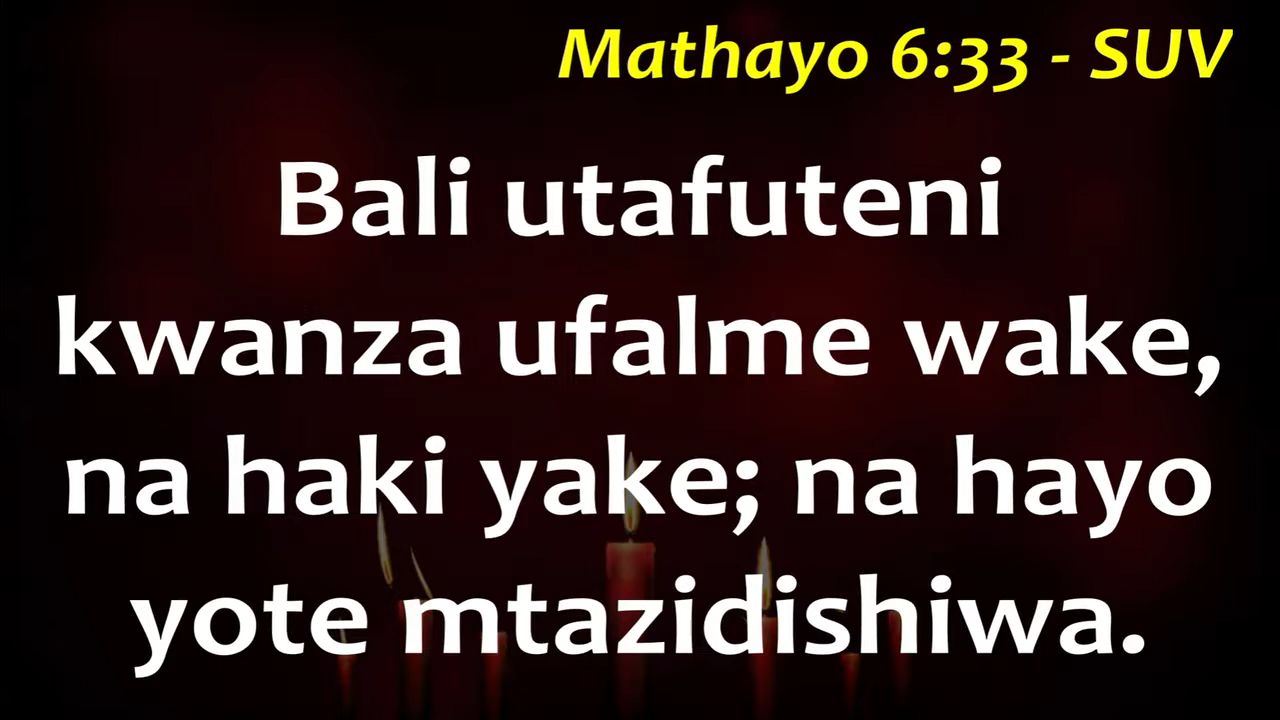 Mathayo 6:33 - SUV
Bali utafuteni
kwanza ufalme wake,
na haki yake; na hayo
yote mtazidishiwa.